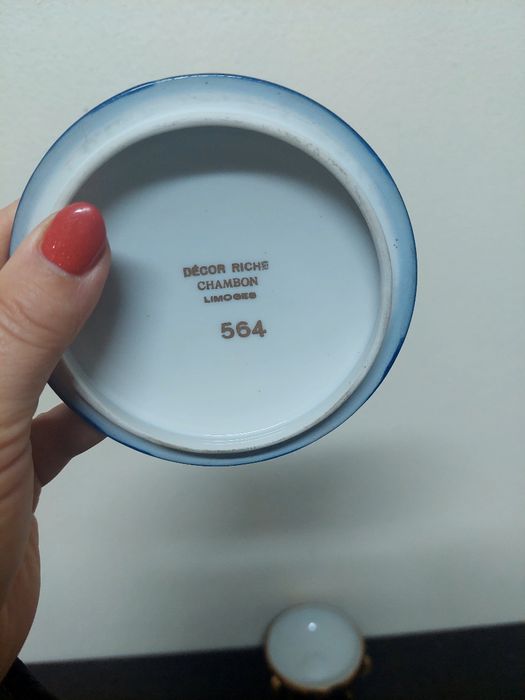 DÉCOR RICHE
CHAMBON
LIMOGES
564